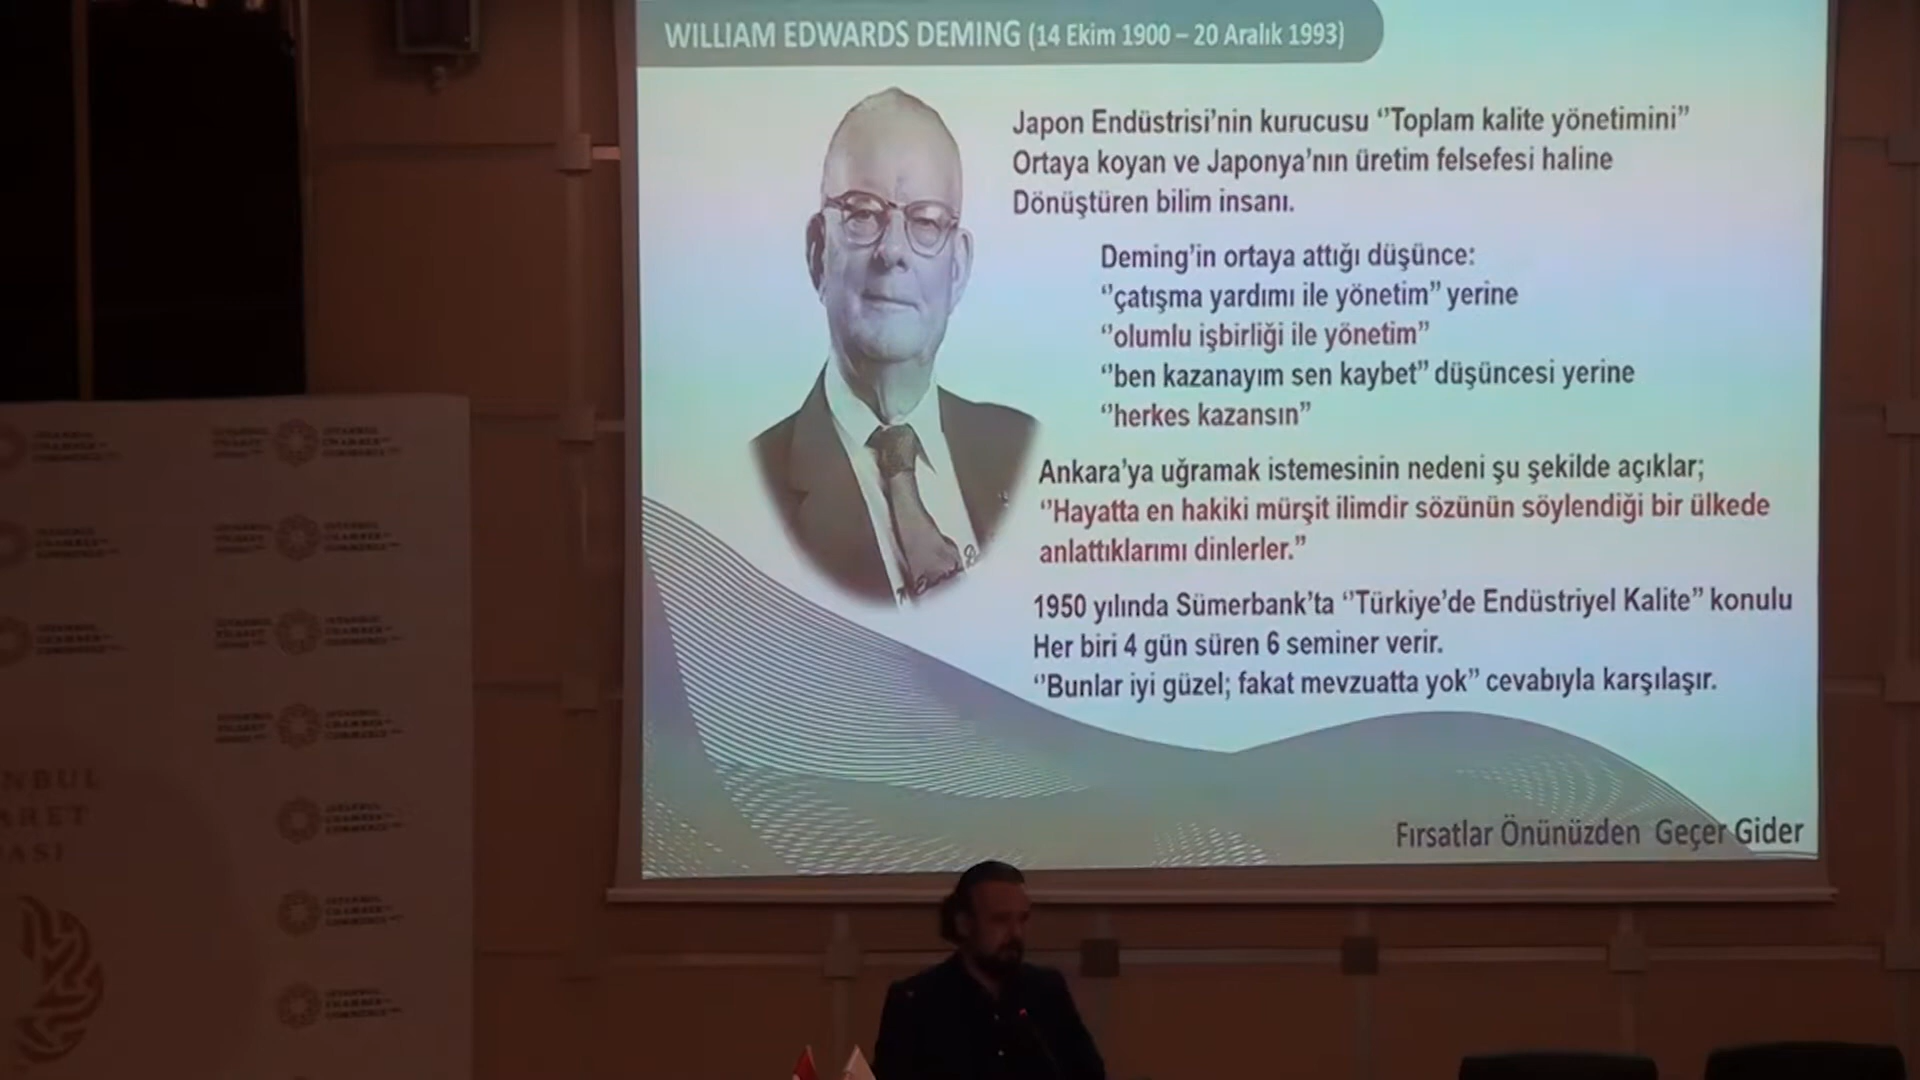 WILLIAM EDWARDS DEMING (14 Ekim 1900 – 20 Aralık 1993)
Japon Endüstrisi’nin kurucusu ‘’Toplam kalite yönetimini’’
Ortaya koyan ve Japonya’nın üretim felsefesi haline
Dönüştüren bilim insanı.
Deming’in ortaya attığı düşünce:
‘’çatışma yardımı ile yönetim’’ yerine
‘’olumlu işbirliği ile yönetim’’
‘’ben kazanayım sen kaybet’’ düşüncesi yerine
‘’herkes kazansın’’
Ankara’ya uğramak istemesinin nedeni şu şekilde açıklar;
‘’Hayatta en hakiki mürşit ilimdir sözünün söylendiği bir ülkede
anlattıklarımı dinlerler.’’
1950 yılında Sümerbank’ta ‘’Türkiye’de Endüstriyel Kalite’’ konulu
Her biri 4 gün süren 6 seminer verir.
‘’Bunlar iyi güzel; fakat mevzuatta yok’’ cevabıyla karşılaşır.
Fırsatlar Önünüzden Geçer Gider
NBUL
ARET
ASI